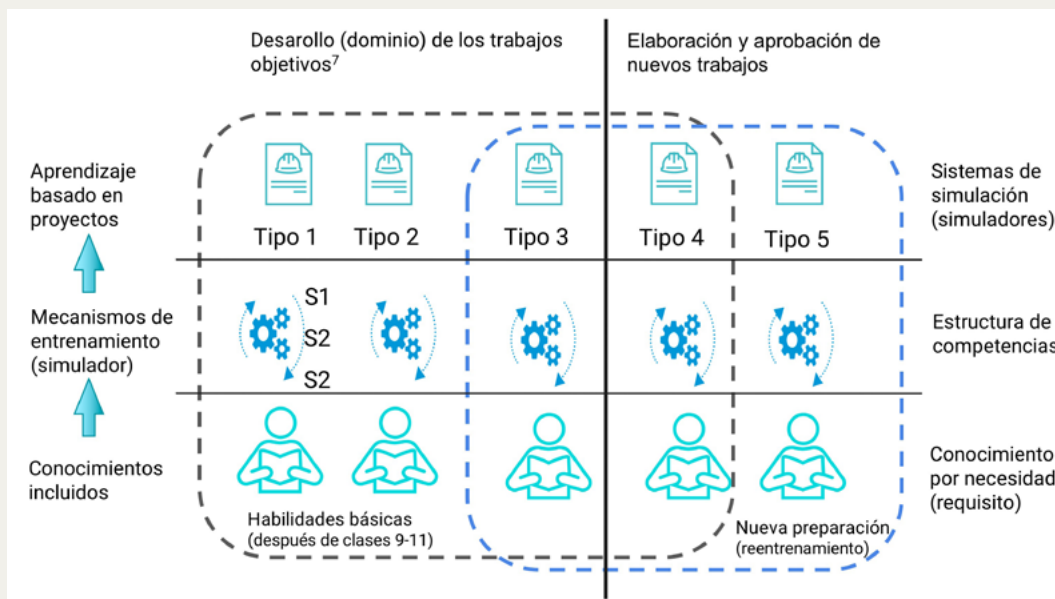 Desarollo (dominio) de los trabajos
objetivos⁷
Elaboración y aprobación de
nuevos trabajos
Aprendizaje
basado en
proyectos
Tipo 1
Tipo 2
Tipo 3
Tipo 4
Tipo 5
Sistemas de
simulación
(simuladores)
Mecanismos de
entrenamiento
(simulador)
S1
S2
S2
Estructura de
competencias
Conocimientos
incluidos
Habilidades básicas
(después de clases 9-11)
Nueva preparación
(reentrenamiento)
Conocimiento
por necesidad
(requisito)